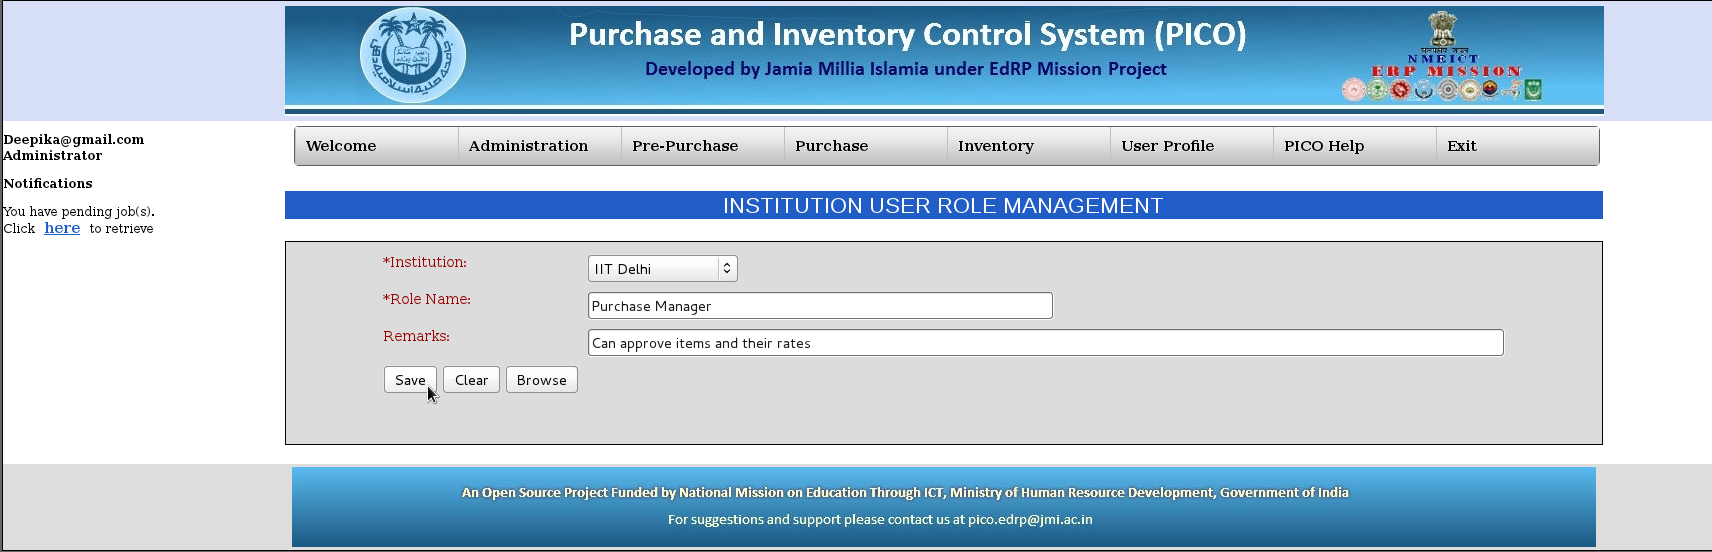 Purchase and Inventory Control System (PICO)
Developed by Jamia Millia Islamia under EdRP Mission Project
सत्यमेव जयते
NMEICT
ERP MISSION
Deepika@gmail.com
Administrator
Notifications
You have pending job(s).
Click here to retrieve
Welcome Administration Pre-Purchase Purchase Inventory User Profile PICO Help Exit
INSTITUTION USER ROLE MANAGEMENT
*Institution: IIT Delhi
*Role Name: Purchase Manager
Remarks: Can approve items and their rates
Save Clear Browse
An Open Source Project Funded by National Mission on Education Through ICT, Ministry of Human Resource Development, Government of India
For suggestions and support please contact us at pico.edrp@jmi.ac.in